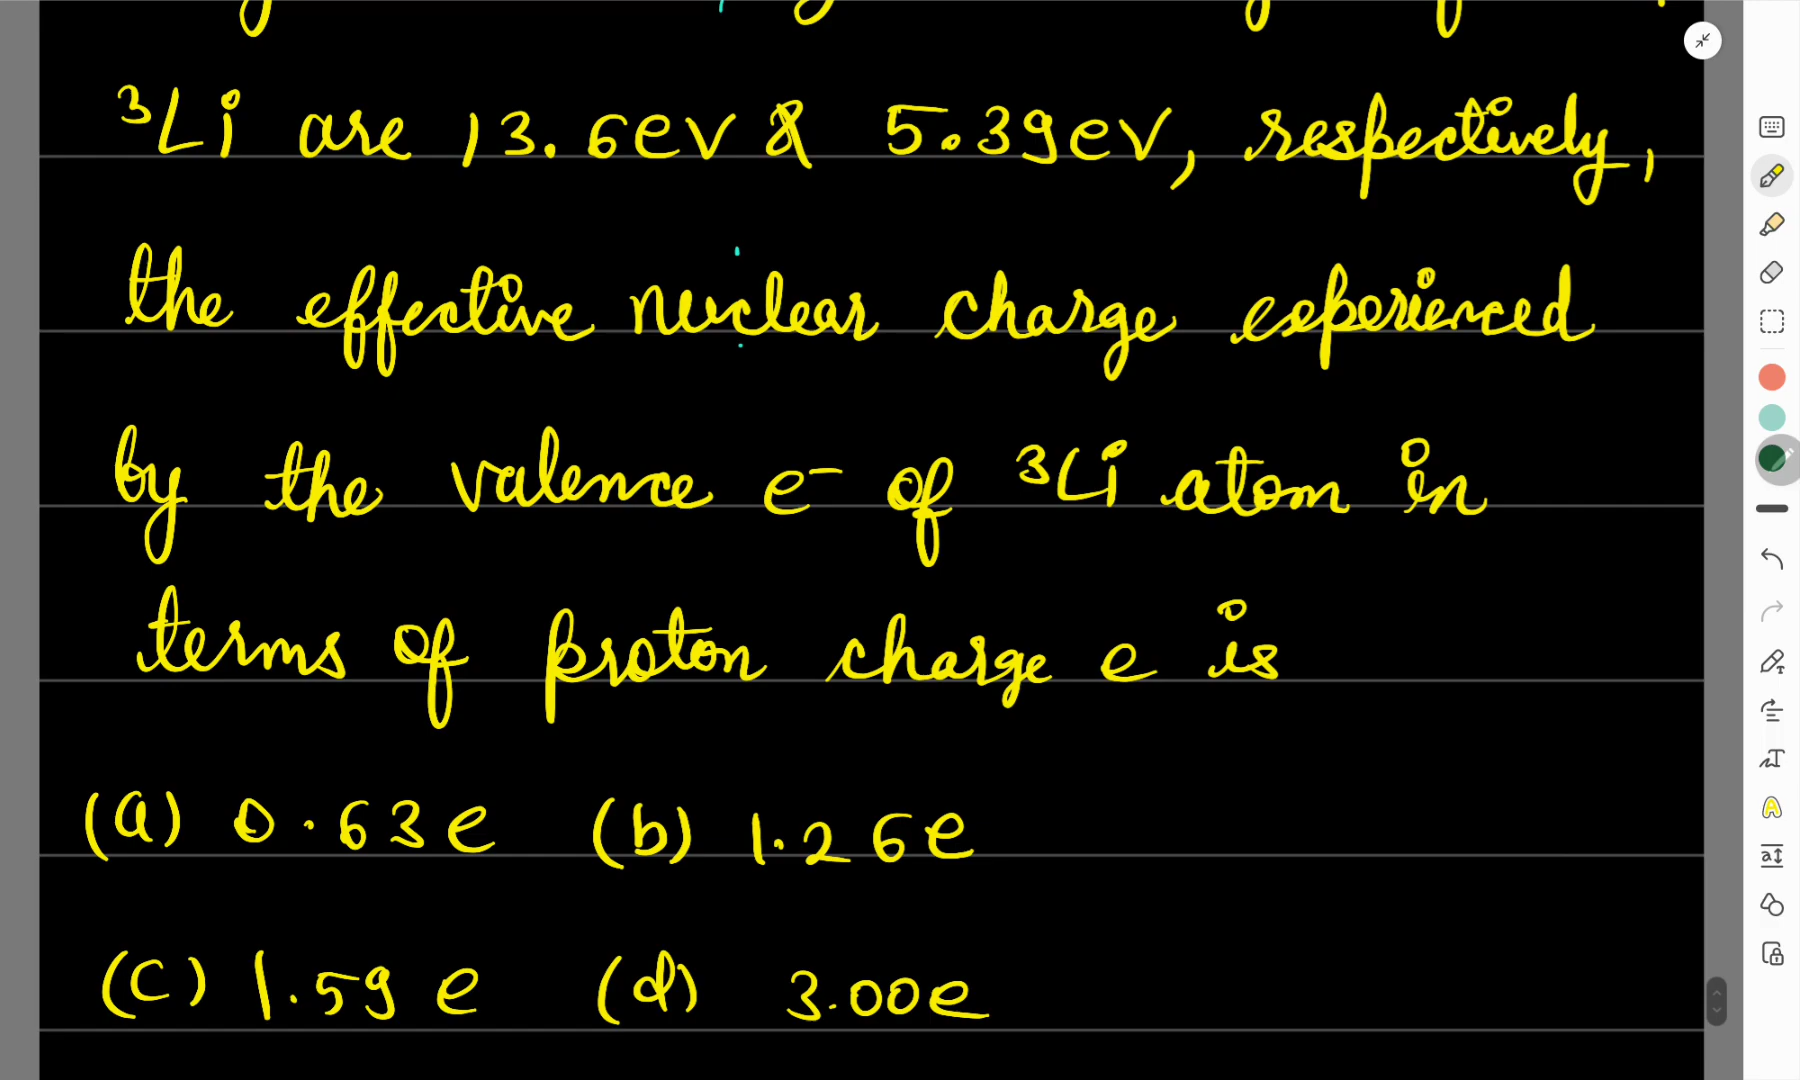 ³Li are 13.6eV & 5.39eV, respectively,
the effective nuclear charge experienced
by the valence e⁻ of ³Li atom in
terms of proton charge e is
(a) 0.63e (b) 1.26e
(c) 1.59 e (d) 3.00e